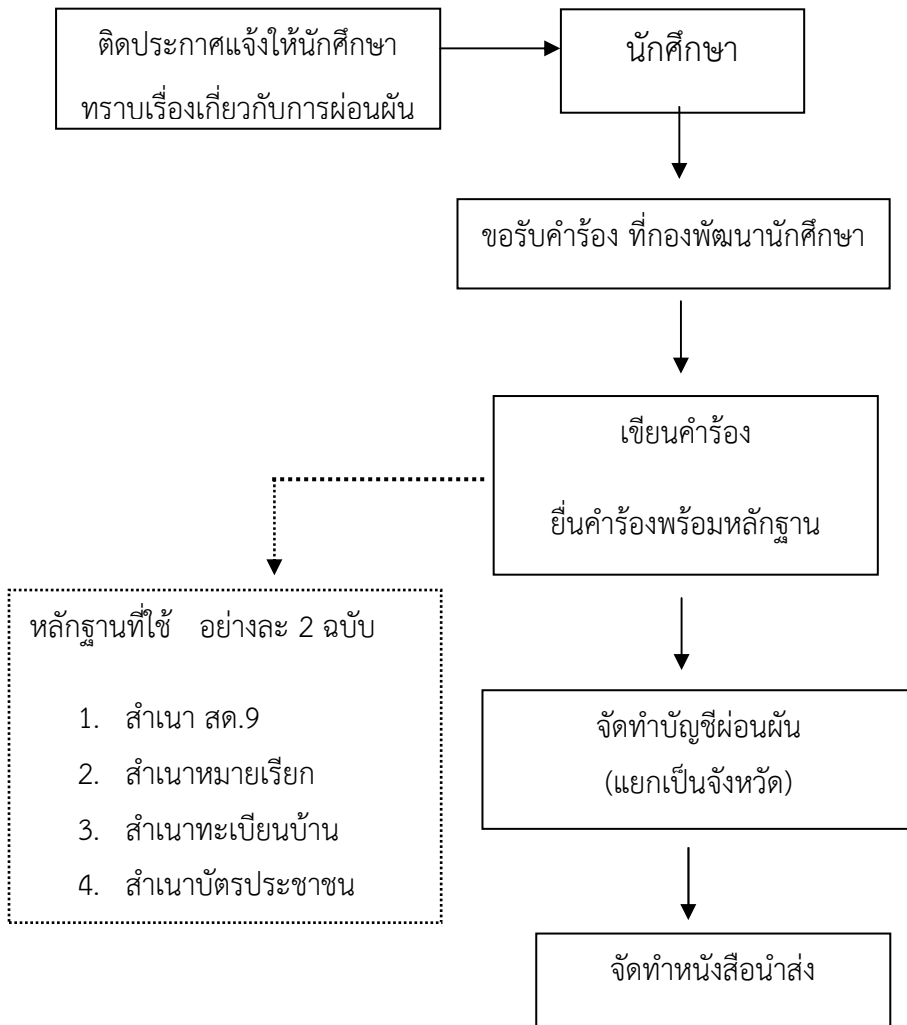 ติดประกาศแจ้งให้นักศึกษา
ทราบเรื่องเกี่ยวกับการผ่อนผัน
นักศึกษา
ขอรับคำร้อง ที่กองพัฒนานักศึกษา
เขียนคำร้อง
ยื่นคำร้องพร้อมหลักฐาน
หลักฐานที่ใช้ อย่างละ 2 ฉบับ
1. สำเนา สด.9
2. สำเนาหมายเรียก
3. สำเนาทะเบียนบ้าน
4. สำเนาบัตรประชาชน
จัดทำบัญชีผ่อนผัน
(แยกเป็นจังหวัด)
จัดทำหนังสือนำส่ง